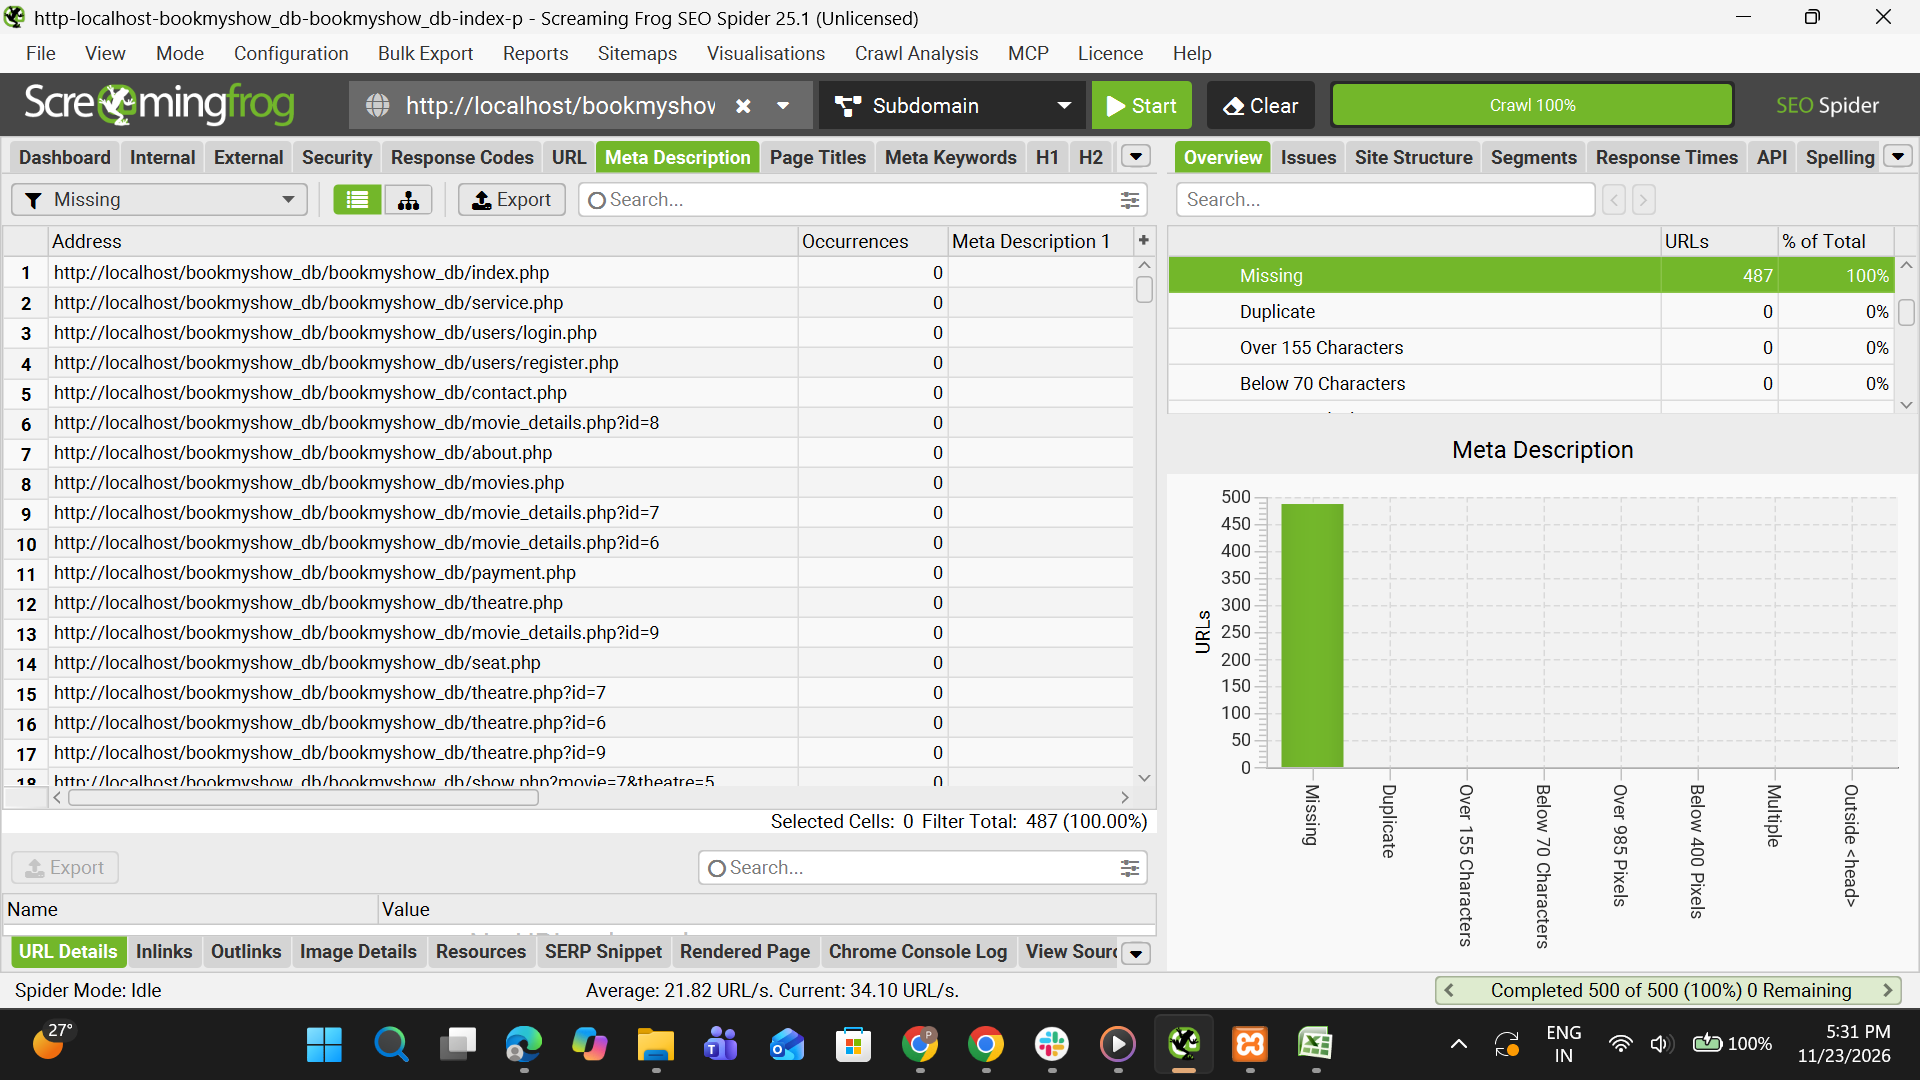 http-localhost-bookmyshow_db-bookmyshow_db-index-p - Screaming Frog SEO Spider 25.1 (Unlicensed)
File View Mode Configuration Bulk Export Reports Sitemaps Visualisations Crawl Analysis MCP Licence Help
Screamingfrog http://localhost/bookmyshow Subdomain Start Clear Crawl 100% SEO Spider
Dashboard Internal External Security Response Codes URL Meta Description Page Titles Meta Keywords H1 H2
Overview Issues Site Structure Segments Response Times API Spelling
Missing Export Search...
Search...
Address Occurrences Meta Description 1 +
1 http://localhost/bookmyshow_db/bookmyshow_db/index.php 0
2 http://localhost/bookmyshow_db/bookmyshow_db/service.php 0
3 http://localhost/bookmyshow_db/bookmyshow_db/users/login.php 0
4 http://localhost/bookmyshow_db/bookmyshow_db/users/register.php 0
5 http://localhost/bookmyshow_db/bookmyshow_db/contact.php 0
6 http://localhost/bookmyshow_db/bookmyshow_db/movie_details.php?id=8 0
7 http://localhost/bookmyshow_db/bookmyshow_db/about.php 0
8 http://localhost/bookmyshow_db/bookmyshow_db/movies.php 0
9 http://localhost/bookmyshow_db/bookmyshow_db/movie_details.php?id=7 0
10 http://localhost/bookmyshow_db/bookmyshow_db/movie_details.php?id=6 0
11 http://localhost/bookmyshow_db/bookmyshow_db/payment.php 0
12 http://localhost/bookmyshow_db/bookmyshow_db/theatre.php 0
13 http://localhost/bookmyshow_db/bookmyshow_db/movie_details.php?id=9 0
14 http://localhost/bookmyshow_db/bookmyshow_db/seat.php 0
15 http://localhost/bookmyshow_db/bookmyshow_db/theatre.php?id=7 0
16 http://localhost/bookmyshow_db/bookmyshow_db/theatre.php?id=6 0
17 http://localhost/bookmyshow_db/bookmyshow_db/theatre.php?id=9 0
18 http://localhost/bookmyshow_db/bookmyshow_db/show.php?movie=7&theatre=5 0
Selected Cells: 0 Filter Total: 487 (100.00%)
Export Search...
Name Value
URL Details Inlinks Outlinks Image Details Resources SERP Snippet Rendered Page Chrome Console Log View Sourc
URLs % of Total
Missing 487 100%
Duplicate 0 0%
Over 155 Characters 0 0%
Below 70 Characters 0 0%
Meta Description
URLs
500
450
400
350
300
250
200
150
100
50
0
Missing
Duplicate
Over 155 Characters
Below 70 Characters
Over 985 Pixels
Below 400 Pixels
Multiple
Outside <head>
Spider Mode: Idle Average: 21.82 URL/s. Current: 34.10 URL/s. Completed 500 of 500 (100%) 0 Remaining
27°
P
ENG
IN
100%
5:31 PM
11/23/2026